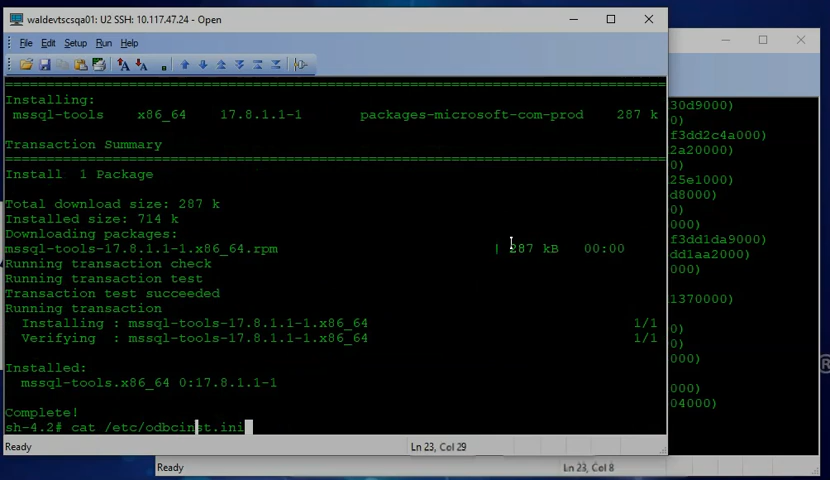 waldevtscsqa01: U2 SSH: 10.117.47.24 - Open
File Edit Setup Run Help
Installing:
mssql-tools x86_64 17.8.1.1-1 packages-microsoft-com-prod 287 k
Transaction Summary
Install 1 Package
Total download size: 287 k
Installed size: 714 k
Downloading packages:
mssql-tools-17.8.1.1-1.x86_64.rpm | 287 kB 00:00
Running transaction check
Running transaction test
Transaction test succeeded
Running transaction
Installing : mssql-tools-17.8.1.1-1.x86_64 1/1
Verifying : mssql-tools-17.8.1.1-1.x86_64 1/1
Installed:
mssql-tools.x86_64 0:17.8.1.1-1
Complete!
sh-4.2# cat /etc/odbcinst.ini
Ready Ln 23, Col 29
30d9000)
0)
f3dd2c4a000)
2a20000)
0)
25e1000)
d8000)
0)
000)
f3dd1da9000)
dd1aa2000)
000)
1370000)
0)
0)
000)
000)
04000)
Ready Ln 23, Col 8
®